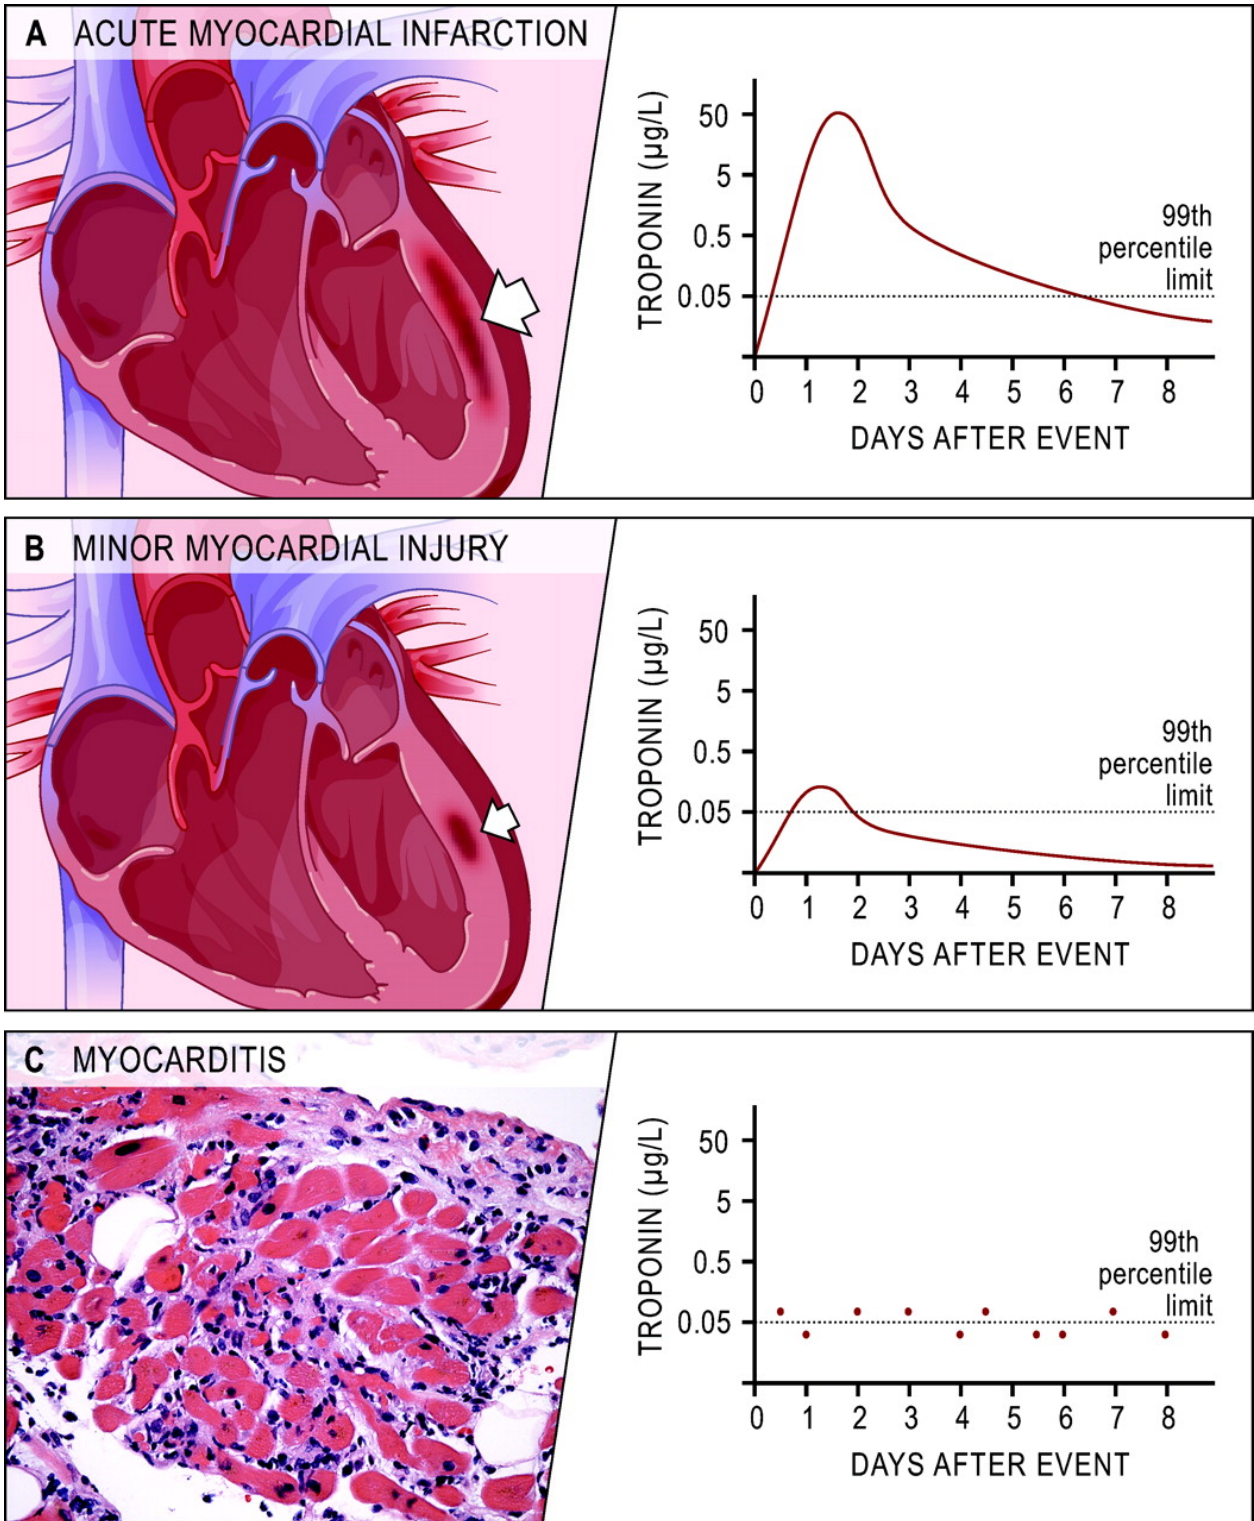 A ACUTE MYOCARDIAL INFARCTION
TROPONIN (µg/L)
50
5
0.5
0.05
99th
percentile
limit
0 1 2 3 4 5 6 7 8
DAYS AFTER EVENT
B MINOR MYOCARDIAL INJURY
TROPONIN (µg/L)
50
5
0.5
0.05
99th
percentile
limit
0 1 2 3 4 5 6 7 8
DAYS AFTER EVENT
C MYOCARDITIS
TROPONIN (µg/L)
50
5
0.5
0.05
99th
percentile
limit
0 1 2 3 4 5 6 7 8
DAYS AFTER EVENT